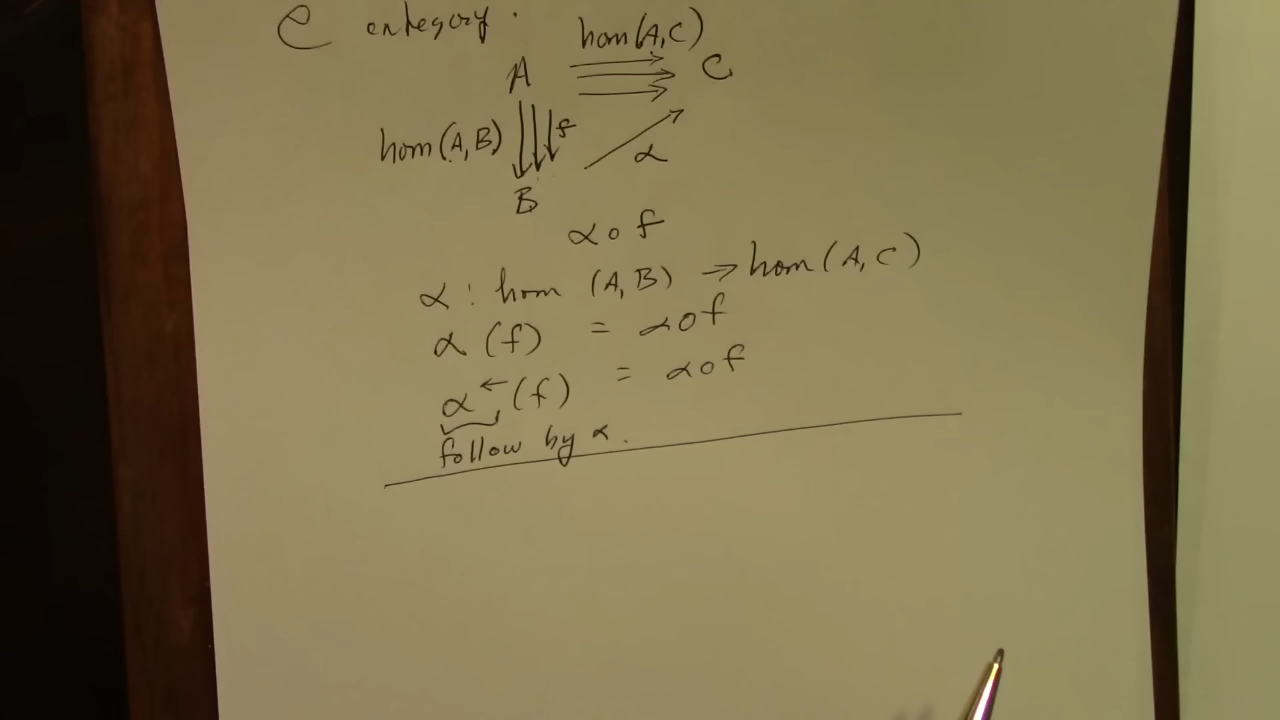 C category.
hom(A,C)
A C
hom(A,B) f
α
B
α∘f
α : hom (A,B) → hom(A,C)
α (f) = α∘f
α← (f) = α∘f
follow by α.